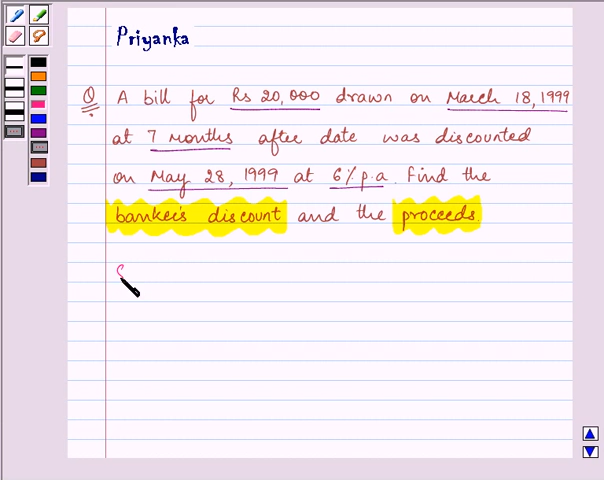 Priyanka
Q A bill for Rs 20,000 drawn on March 18,1999
at 7 months after date was discounted
on May 28, 1999 at 6% p.a. Find the
banker's discount and the proceeds.